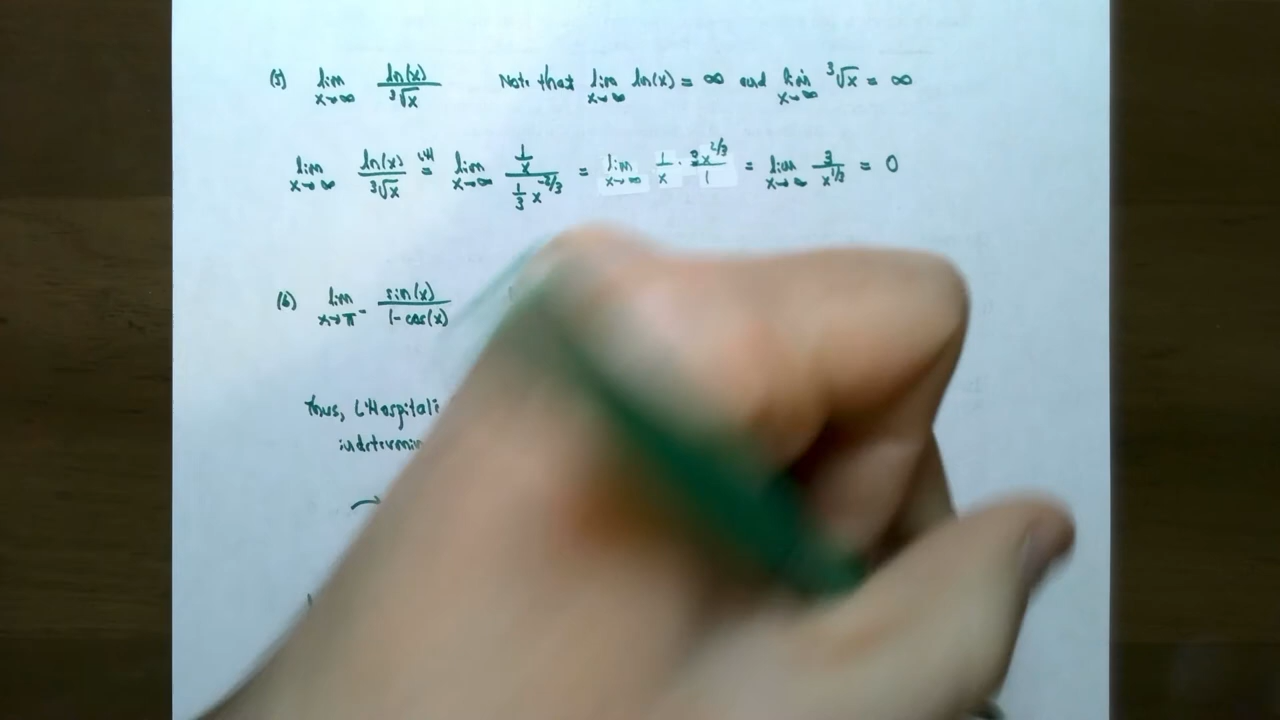 (5) lim x→∞ ln(x)/∛x Note that lim x→∞ ln(x) = ∞ and lim x→∞ ∛x = ∞
lim x→∞ ln(x)/∛x = lim x→∞ (1/x)/(1/3 x^-2/3) = lim x→∞ 1/x · 3x^2/3/1 = lim x→∞ 3/x^1/3 = 0
(6) lim x→π⁻ sin(x)/(1-cos(x))
Thus,